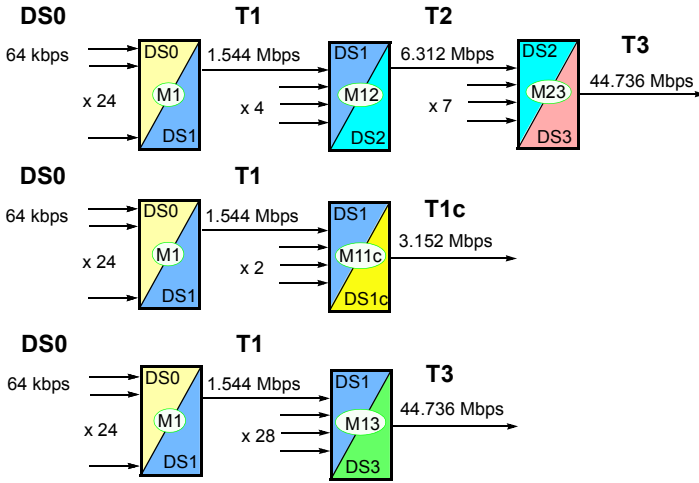 DS0 T1 T2
64 kbps DS0 1.544 Mbps DS1 6.312 Mbps DS2 T3
x 24 M1 x 4 M12 x 7 M23 44.736 Mbps
DS1 DS2 DS3
DS0 T1 T1c
64 kbps DS0 1.544 Mbps DS1 3.152 Mbps
x 24 M1 x 2 M11c
DS1 DS1c
DS0 T1 T3
64 kbps DS0 1.544 Mbps DS1 44.736 Mbps
x 24 M1 x 28 M13
DS1 DS3